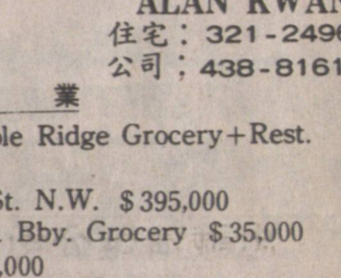 ALAN KWAN
住宅：321-2496
公司；438-8161
業
le Ridge Grocery+Rest.
St. N.W. $395,000
Bby. Grocery $35,000
,000